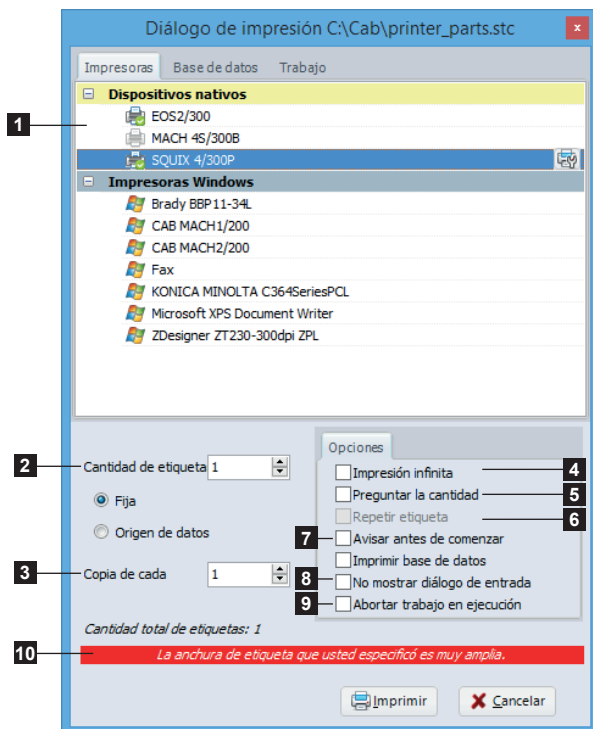 Diálogo de impresión C:\Cab\printer_parts.stc
x
Impresoras Base de datos Trabajo
Dispositivos nativos
1
EOS2/300
MACH 4S/300B
SQUIX 4/300P
Impresoras Windows
Brady BBP11-34L
CAB MACH1/200
CAB MACH2/200
Fax
KONICA MINOLTA C364SeriesPCL
Microsoft XPS Document Writer
ZDesigner ZT230-300dpi ZPL
Opciones
2 Cantidad de etiqueta 1
Fija
Origen de datos
3 Copia de cada 1
Impresión infinita 4
Preguntar la cantidad 5
Repetir etiqueta 6
7 Avisar antes de comenzar
Imprimir base de datos
8 No mostrar diálogo de entrada
9 Abortar trabajo en ejecución
Cantidad total de etiquetas: 1
10 La anchura de etiqueta que usted especificó es muy amplia.
Imprimir Cancelar